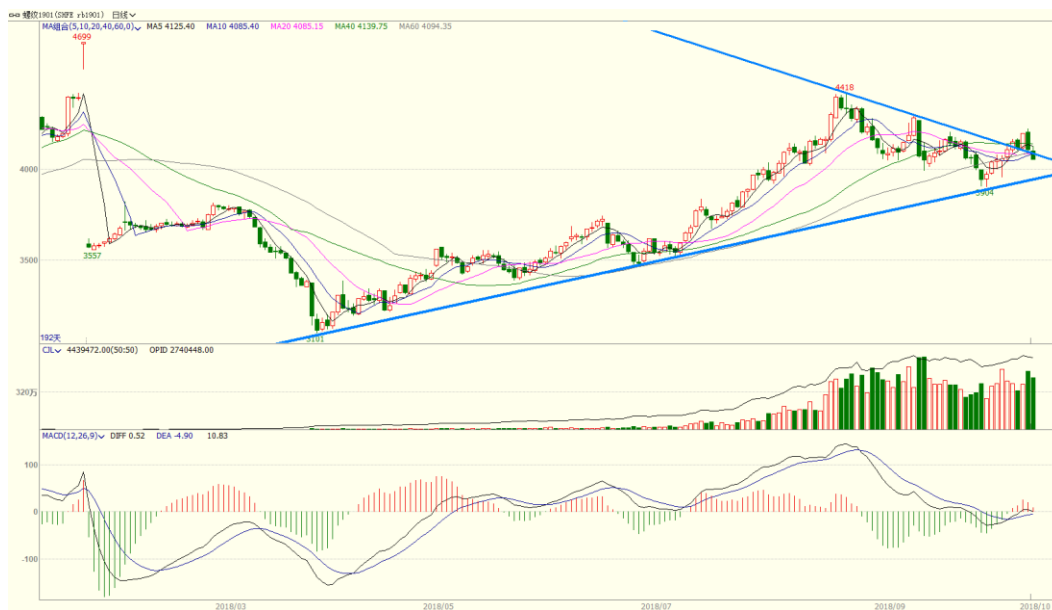 螺纹1901(SHFE rb1901) 日线
MA组合(5,10,20,40,60,0) MA5 4125.40 MA10 4085.40 MA20 4085.15 MA40 4139.75 MA60 4094.35
4699
4418
4000
3904
3557
3500
3101
192天
CJL 4439472.00(50:50) OPID 2740448.00
320万
MACD(12,26,9) DIFF 0.52 DEA -4.90 10.83
100
0
-100
2018/03 2018/05 2018/07 2018/09 2018/10